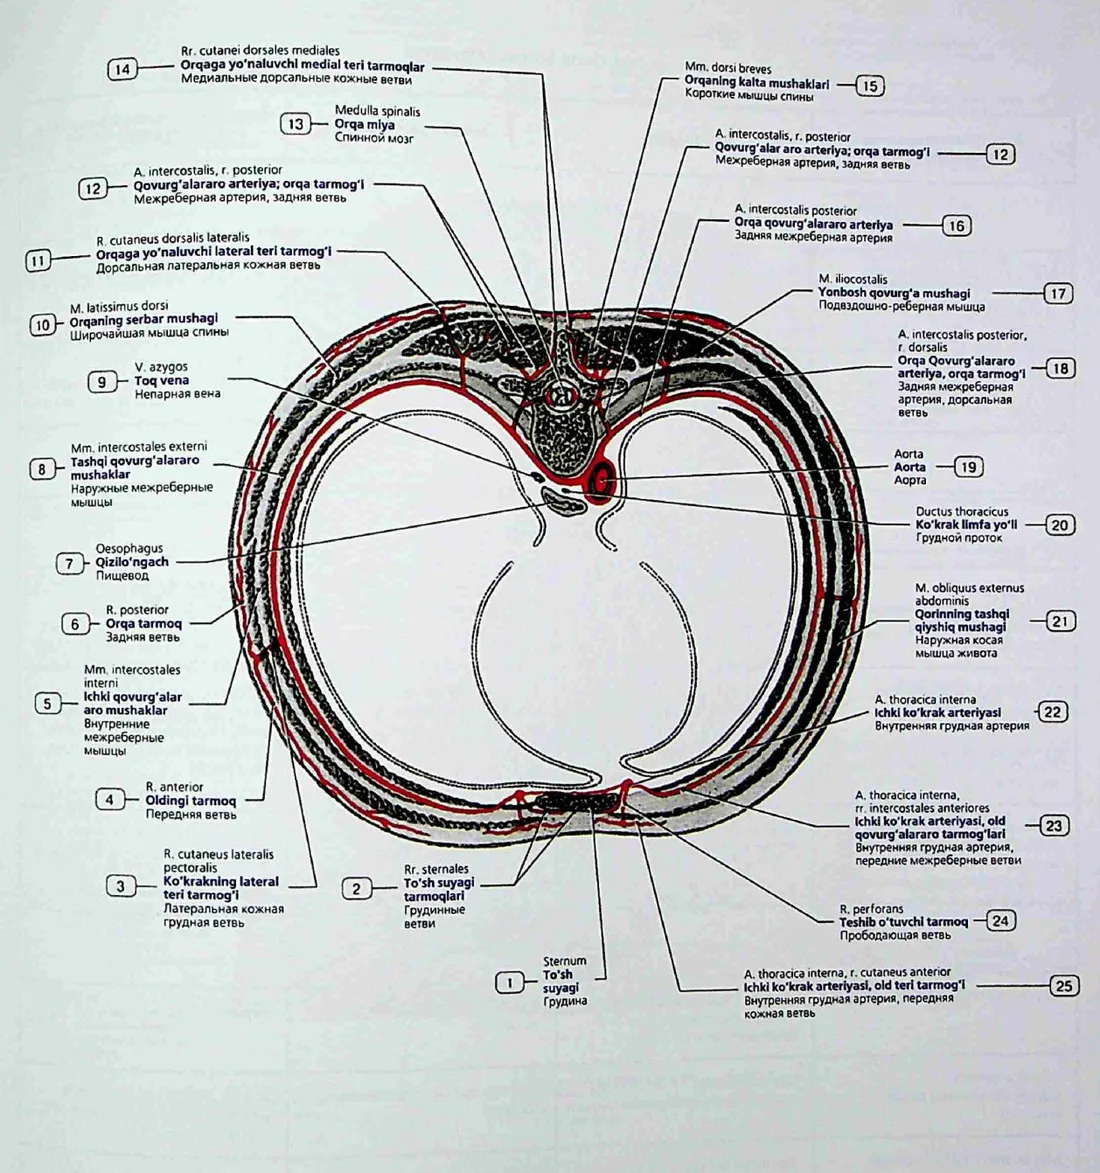 14
Rr. cutanei dorsales mediales
Orqaga yo'naluvchi medial teri tarmoqlar
Медиальные дорсальные кожные ветви
13
Medulla spinalis
Orqa miya
Спинной мозг
12
A. intercostalis, r. posterior
Qovurg'alararo arteriya; orqa tarmog'i
Межреберная артерия, задняя ветвь
11
R. cutaneus dorsalis lateralis
Orqaga yo'naluvchi lateral teri tarmog'i
Дорсальная латеральная кожная ветвь
10
M. latissimus dorsi
Orqaning serbar mushagi
Широчайшая мышца спины
9
V. azygos
Toq vena
Непарная вена
8
Mm. intercostales externi
Tashqi qovurg'alararo
mushaklar
Наружные межреберные
мышцы
7
Oesophagus
Qizilo'ngach
Пищевод
6
R. posterior
Orqa tarmoq
Задняя ветвь
5
Mm. intercostales
interni
Ichki qovurg'alar
aro mushaklar
Внутренние
межреберные
мышцы
4
R. anterior
Oldingi tarmoq
Передняя ветвь
3
R. cutaneus lateralis
pectoralis
Ko'krakning lateral
teri tarmog'i
Латеральная кожная
грудная ветвь
2
Rr. sternales
To'sh suyagi
tarmoqlari
Грудинные
ветви
1
Sternum
To'sh
suyagi
Грудина
Mm. dorsi breves
Orqaning kalta mushaklari
Короткие мышцы спины
15
A. intercostalis, r. posterior
Qovurg'alar aro arteriya; orqa tarmog'i
Межреберная артерия, задняя ветвь
12
A. intercostalis posterior
Orqa qovurg'alararo arteriya
Задняя межреберная артерия
16
M. iliocostalis
Yonbosh qovurg'a mushagi
Подвздошно-реберная мышца
17
A. intercostalis posterior,
r. dorsalis
Orqa Qovurg'alararo
arteriya, orqa tarmog'i
Задняя межреберная
артерия, дорсальная
ветвь
18
Aorta
Aorta
Аорта
19
Ductus thoracicus
Ko'krak limfa yo'li
Грудной проток
20
M. obliquus externus
abdominis
Qorinning tashqi
qiyshiq mushagi
Наружная косая
мышца живота
21
A. thoracica interna
Ichki ko'krak arteriyasi
Внутренняя грудная артерия
22
A. thoracica interna,
rr. intercostales anteriores
Ichki ko'krak arteriyasi, old
qovurg'alararo tarmog'lari
Внутренняя грудная артерия,
передние межреберные ветви
23
R. perforans
Teshib o'tuvchi tarmoq
Прободающая ветвь
24
A. thoracica interna, r. cutaneus anterior
Ichki ko'krak arteriyasi, old teri tarmog'i
Внутренняя грудная артерия, передняя
кожная ветвь
25